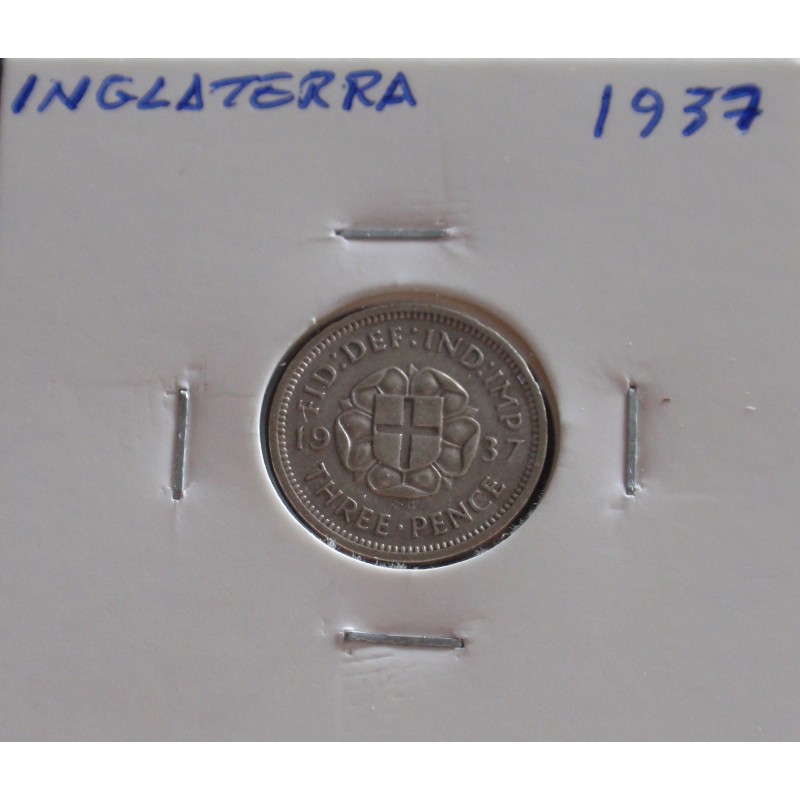 INGLATERRA 1937
FID:DEF:IND:IMP
19 37
THREE·PENCE